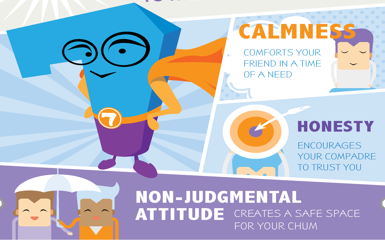 CALMNESS
COMFORTS YOUR
FRIEND IN A TIME
OF A NEED
HONESTY
ENCOURAGES
YOUR COMPADRE
TO TRUST YOU
7
NON-JUDGMENTAL
ATTITUDE CREATES A SAFE SPACE
FOR YOUR CHUM